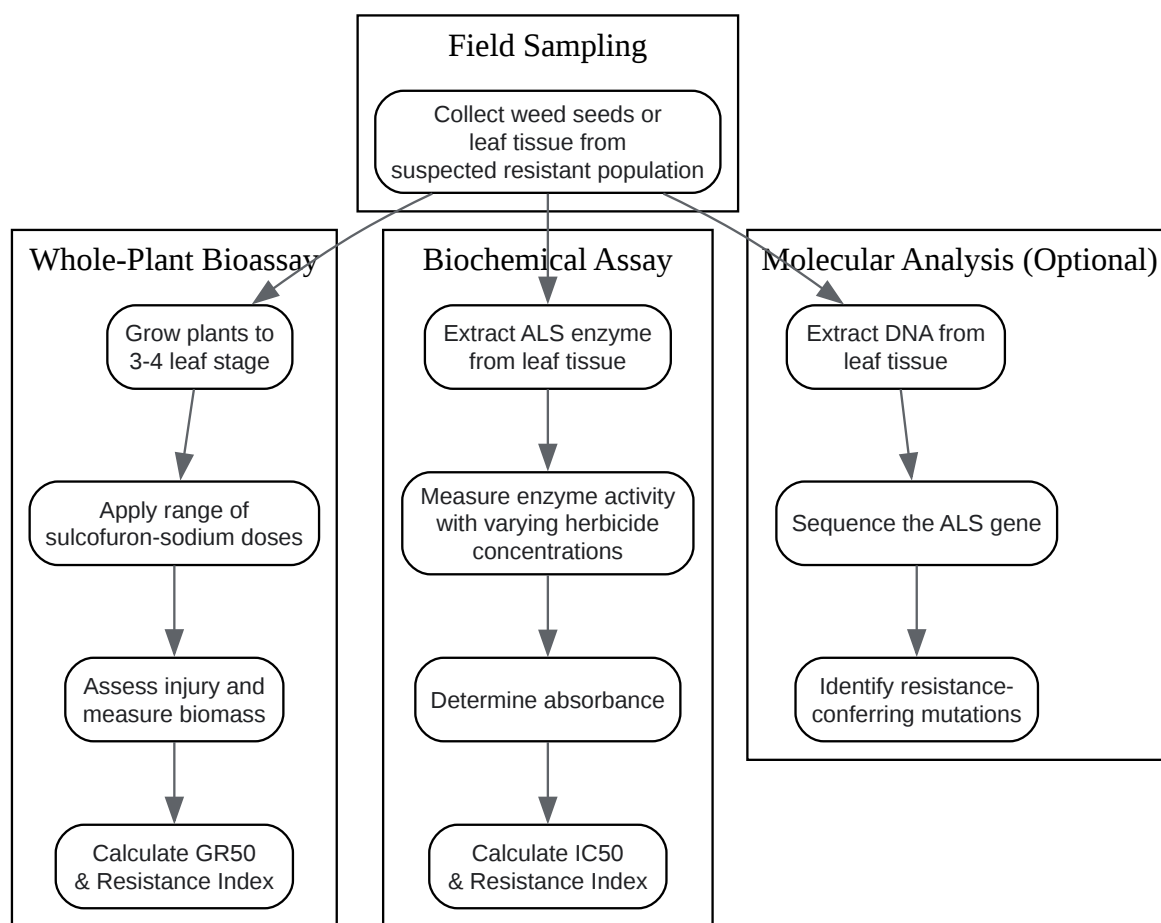 Field Sampling
Collect weed seeds or
leaf tissue from
suspected resistant population
Whole-Plant Bioassay
Grow plants to
3-4 leaf stage
Apply range of
sulcofuron-sodium doses
Assess injury and
measure biomass
Calculate GR50
& Resistance Index
Biochemical Assay
Extract ALS enzyme
from leaf tissue
Measure enzyme activity
with varying herbicide
concentrations
Determine absorbance
Calculate IC50
& Resistance Index
Molecular Analysis (Optional)
Extract DNA from
leaf tissue
Sequence the ALS gene
Identify resistance-
conferring mutations